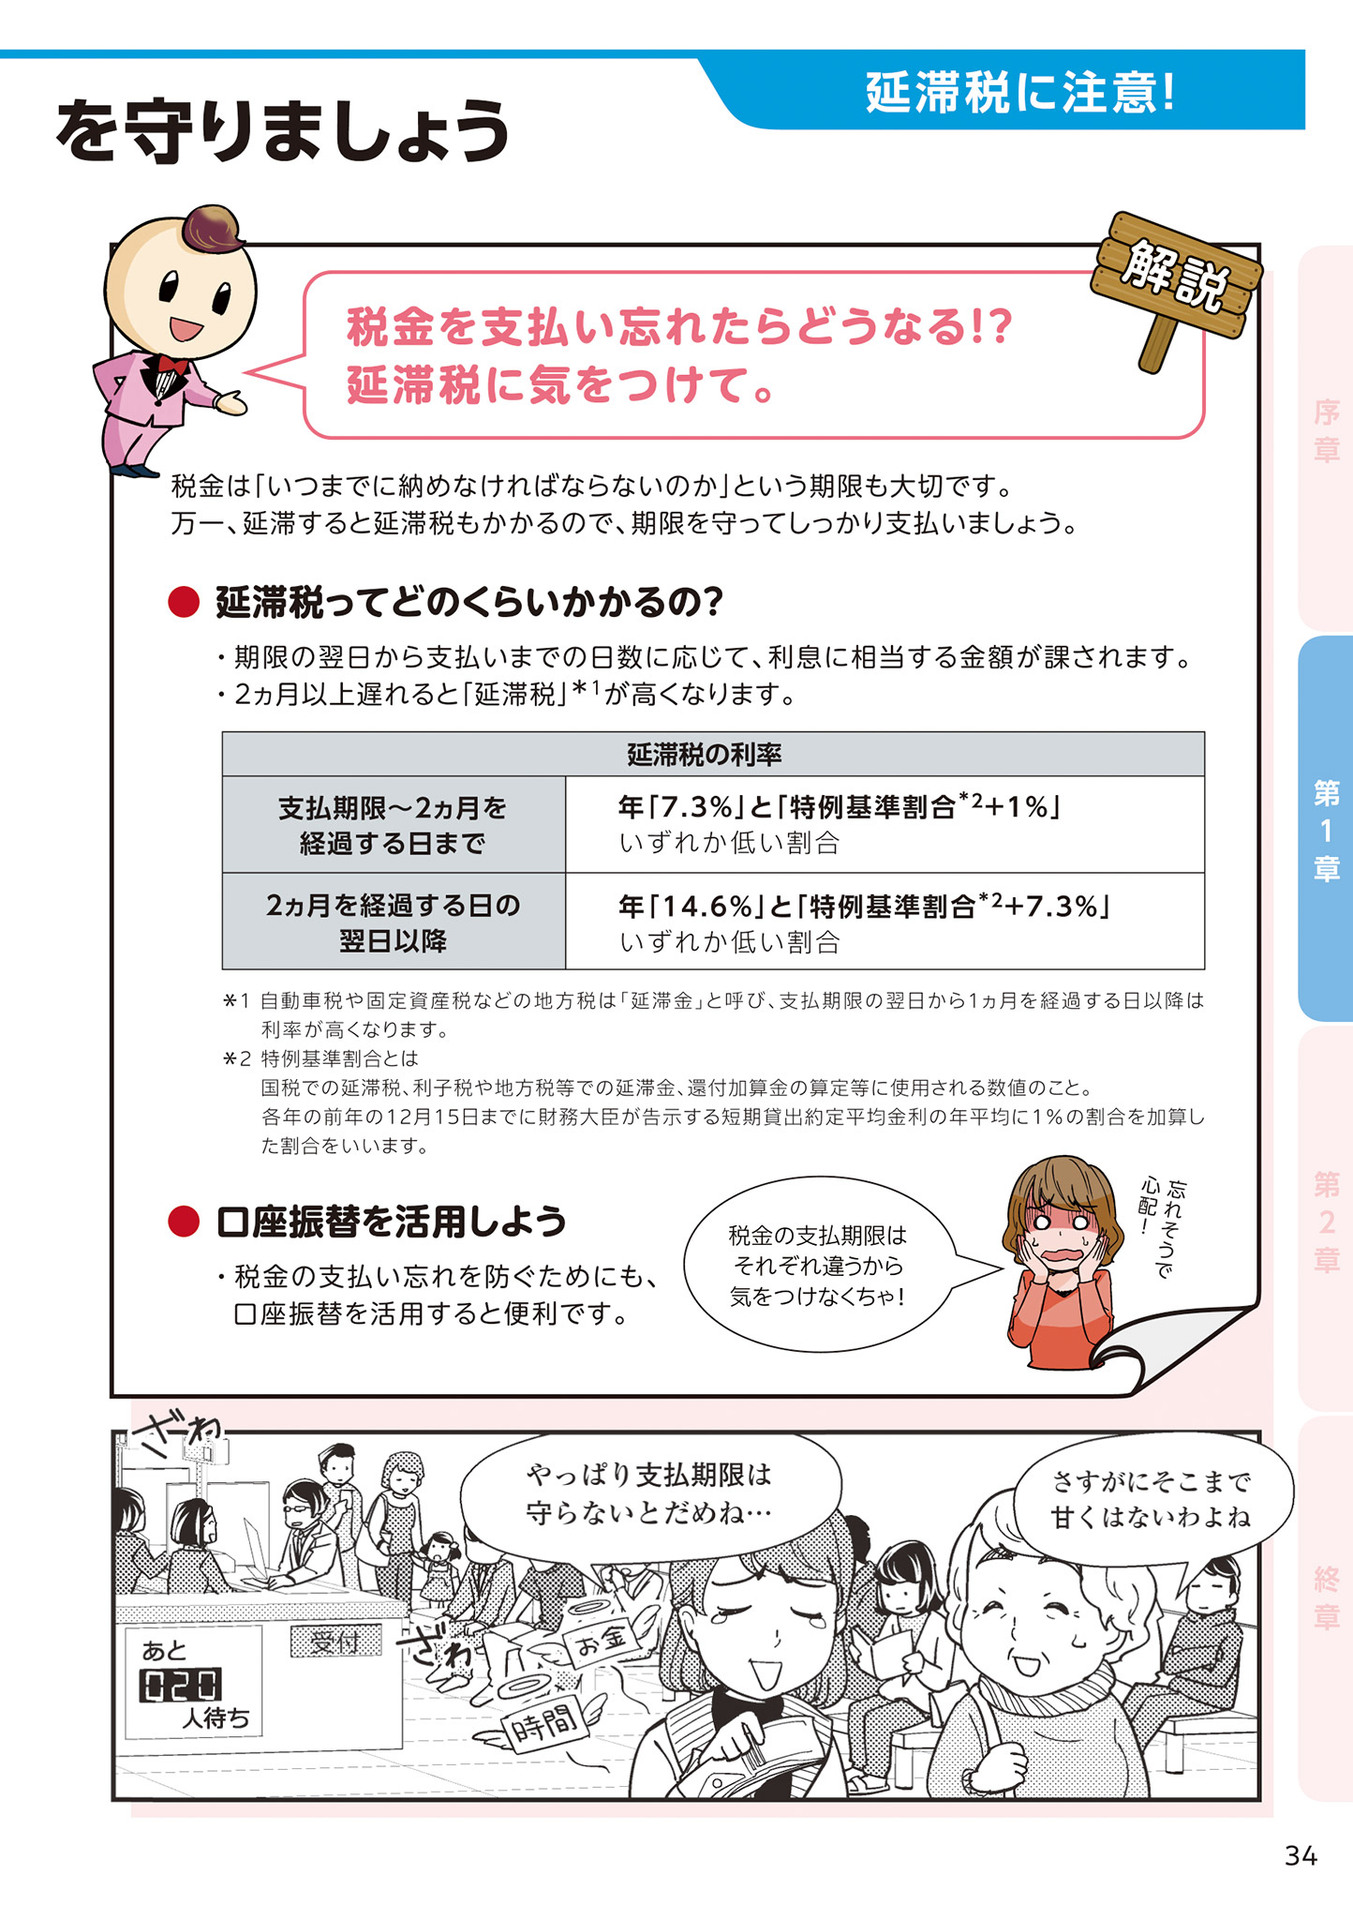 延滞税に注意!
を守りましょう
解説
税金を支払い忘れたらどうなる!?
延滞税に気をつけて。
税金は「いつまでに納めなければならないのか」という期限も大切です。
万一、延滞すると延滞税もかかるので、期限を守ってしっかり支払いましょう。
● 延滞税ってどのくらいかかるの?
・期限の翌日から支払いまでの日数に応じて、利息に相当する金額が課されます。
・2ヵ月以上遅れると「延滞税」*1が高くなります。
延滞税の利率
支払期限～2ヵ月を
経過する日まで
年「7.3%」と「特例基準割合*2+1%」
いずれか低い割合
2ヵ月を経過する日の
翌日以降
年「14.6%」と「特例基準割合*2+7.3%」
いずれか低い割合
*1 自動車税や固定資産税などの地方税は「延滞金」と呼び、支払期限の翌日から1ヵ月を経過する日以降は
利率が高くなります。
*2 特例基準割合とは
国税での延滞税、利子税や地方税等での延滞金、還付加算金の算定等に使用される数値のこと。
各年の前年の12月15日までに財務大臣が告示する短期貸出約定平均金利の年平均に1%の割合を加算し
た割合をいいます。
● 口座振替を活用しよう
・税金の支払い忘れを防ぐためにも、
口座振替を活用すると便利です。
税金の支払期限は
それぞれ違うから
気をつけなくちゃ!
忘れそうで
心配!
ざわ
やっぱり支払期限は
守らないとだめね…
さすがにそこまで
甘くはないわよね
あと
020
人待ち
受付
ざわ
お金
時間
序章
第1章
第2章
終章
34